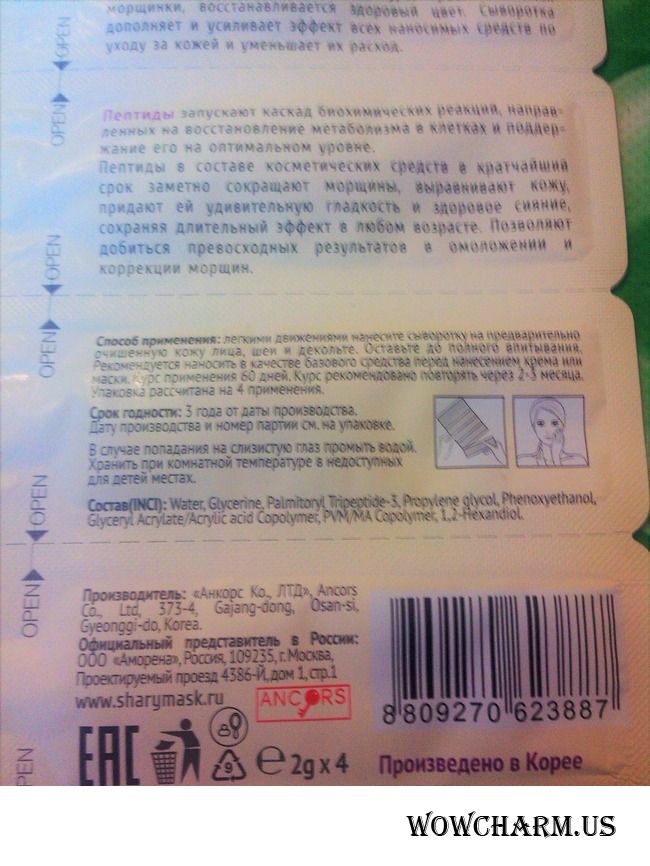 морщинки, восстанавливается здоровый цвет. Сыворотка
дополняет и усиливает эффект всех наносимых средств по
уходу за кожей и уменьшает их расход.
Пептиды запускают каскад биохимических реакций, направ-
ленных на восстановление метаболизма в клетках и поддер-
жание его на оптимальном уровне.
Пептиды в составе косметических средств в кратчайший
срок заметно сокращают морщины, выравнивают кожу,
придают ей удивительную гладкость и здоровое сияние,
сохраняя длительный эффект в любом возрасте. Позволяют
добиться превосходных результатов в омоложении и
коррекции морщин.
Способ применения: легкими движениями нанесите сыворотку на предварительно
очищенную кожу лица, шеи и декольте. Оставьте до полного впитывания.
Рекомендуется наносить в качестве базового средства перед нанесением крема или
маски. Курс применения 60 дней. Курс рекомендовано повторять через 2-3 месяца.
Упаковка рассчитана на 4 применения.
Срок годности: 3 года от даты производства.
Дату производства и номер партии см. на упаковке.
В случае попадания на слизистую глаз промыть водой.
Хранить при комнатной температуре в недоступных
для детей местах.
Состав(INCI): Water, Glycerine, Palmitoryl Tripeptide-3, Propylene glycol, Phenoxyethanol,
Glyceryl Acrylate/Acrylic acid Copolymer, PVM/MA Copolymer, 1,2-Hexandiol.
Производитель: «Анкорс Ко., ЛТД», Ancors
Co., Ltd, 373-4, Gajang-dong, Osan-si,
Gyeonggi-do, Korea.
Официальный представитель в России:
ООО «Аморена», Россия, 109235, г. Москва,
Проектируемый проезд 4386-Й, дом 1, стр.1
www.sharymask.ru
ANCORS
8 809270 623887
EAC
9
e 2g x 4
Произведено в Корее
OPEN
OPEN
OPEN
OPEN
OPEN
OPEN
PEN
WOWCHARM.US